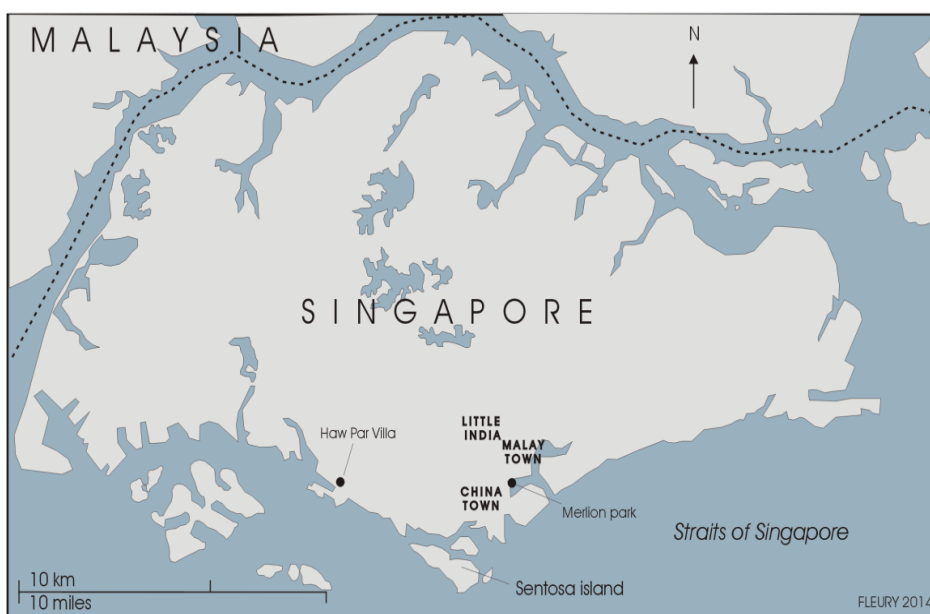 MALAYSIA
N
SINGAPORE
LITTLE
INDIA
MALAY
TOWN
Haw Par Villa
CHINA
TOWN
Merlion park
Straits of Singapore
Sentosa island
10 km
10 miles
FLEURY 2014